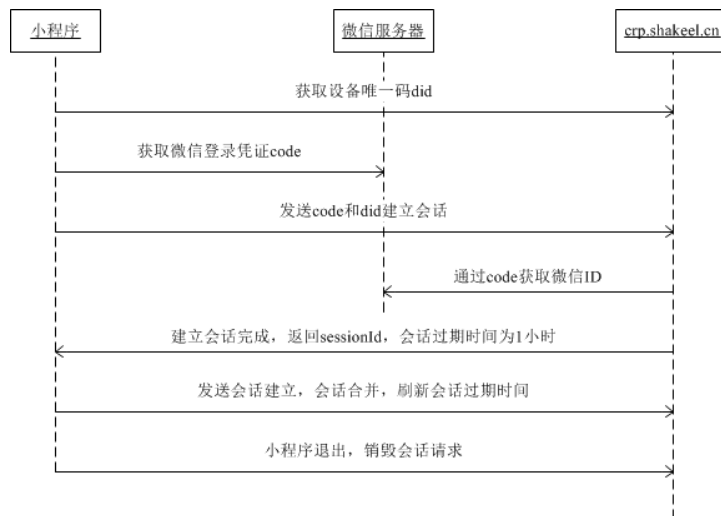 小程序
微信服务器
crp.shakeel.cn
获取设备唯一码did
获取微信登录凭证code
发送code和did建立会话
通过code获取微信ID
建立会话完成，返回sessionId，会话过期时间为1小时
发送会话建立，会话合并，刷新会话过期时间
小程序退出，销毁会话请求